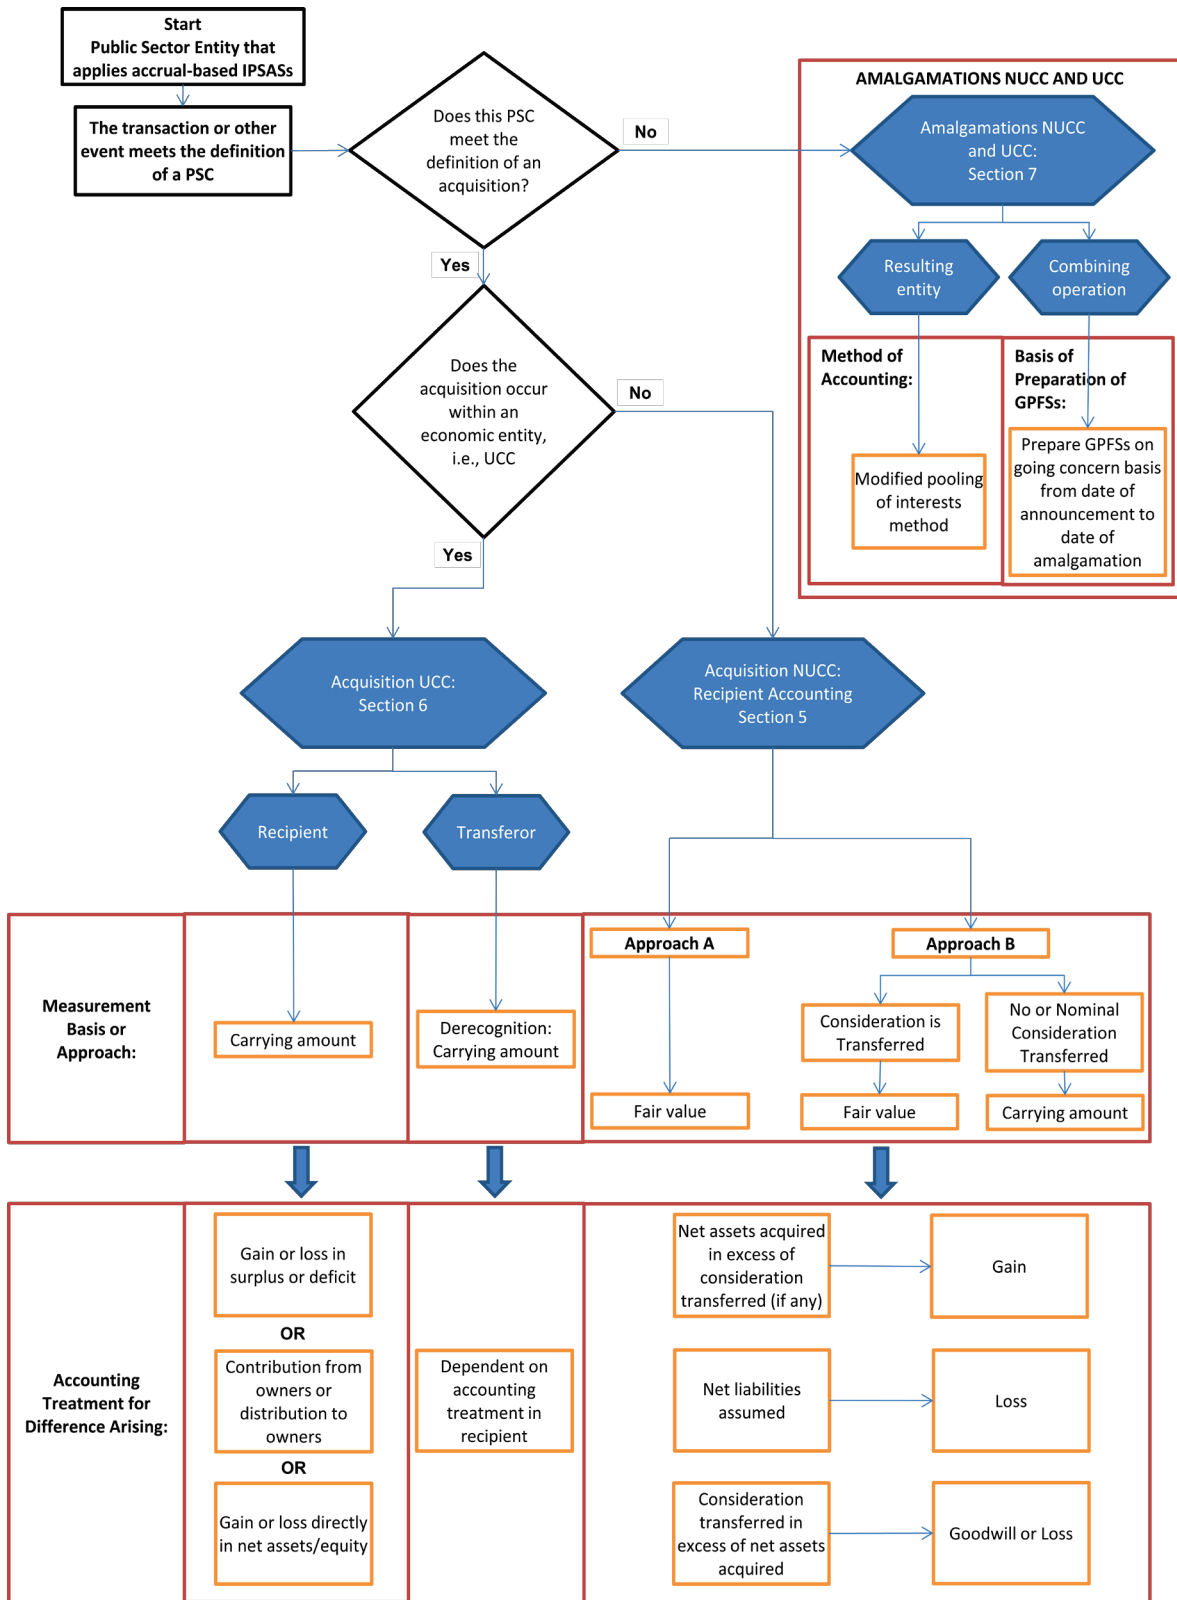 Start
Public Sector Entity that
applies accrual-based IPSASs
The transaction or other
event meets the definition
of a PSC
Does this PSC
meet the
definition of an
acquisition?
No
Yes
AMALGAMATIONS NUCC AND UCC
Amalgamations NUCC
and UCC:
Section 7
Resulting
entity
Combining
operation
Method of
Accounting:
Modified pooling
of interests
method
Basis of
Preparation of
GPFSs:
Prepare GPFSs on
going concern basis
from date of
announcement to
date of
amalgamation
Does the
acquisition occur
within an
economic entity,
i.e., UCC
No
Yes
Acquisition UCC:
Section 6
Acquisition NUCC:
Recipient Accounting
Section 5
Recipient
Transferor
Measurement
Basis or
Approach:
Carrying amount
Derecognition:
Carrying amount
Approach A
Fair value
Approach B
Consideration is
Transferred
Fair value
No or Nominal
Consideration
Transferred
Carrying amount
Accounting
Treatment for
Difference Arising:
Gain or loss in
surplus or deficit
OR
Contribution from
owners or
distribution to
owners
OR
Gain or loss directly
in net assets/equity
Dependent on
accounting
treatment in
recipient
Net assets acquired
in excess of
consideration
transferred (if any)
Gain
Net liabilities
assumed
Loss
Consideration
transferred in
excess of net assets
acquired
Goodwill or Loss